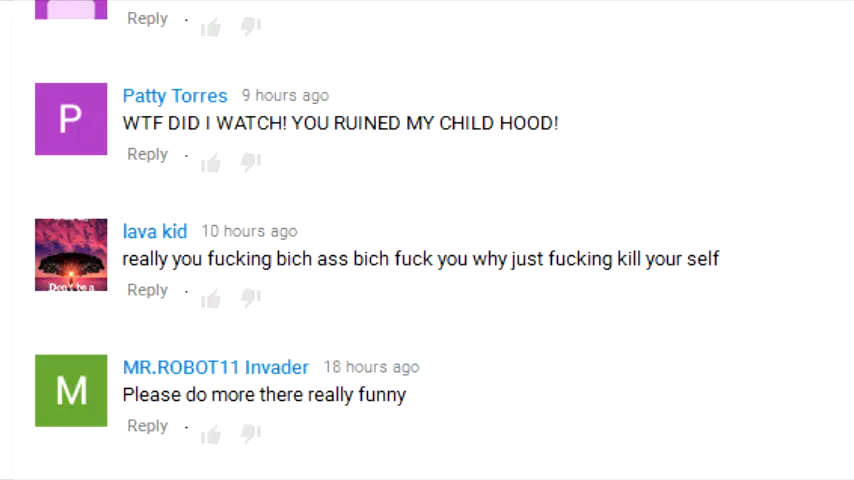 Reply ·
P
Patty Torres 9 hours ago
WTF DID I WATCH! YOU RUINED MY CHILD HOOD!
Reply ·
lava kid 10 hours ago
really you fucking bich ass bich fuck you why just fucking kill your self
Don't be a
Reply ·
M
MR.ROBOT11 Invader 18 hours ago
Please do more there really funny
Reply ·